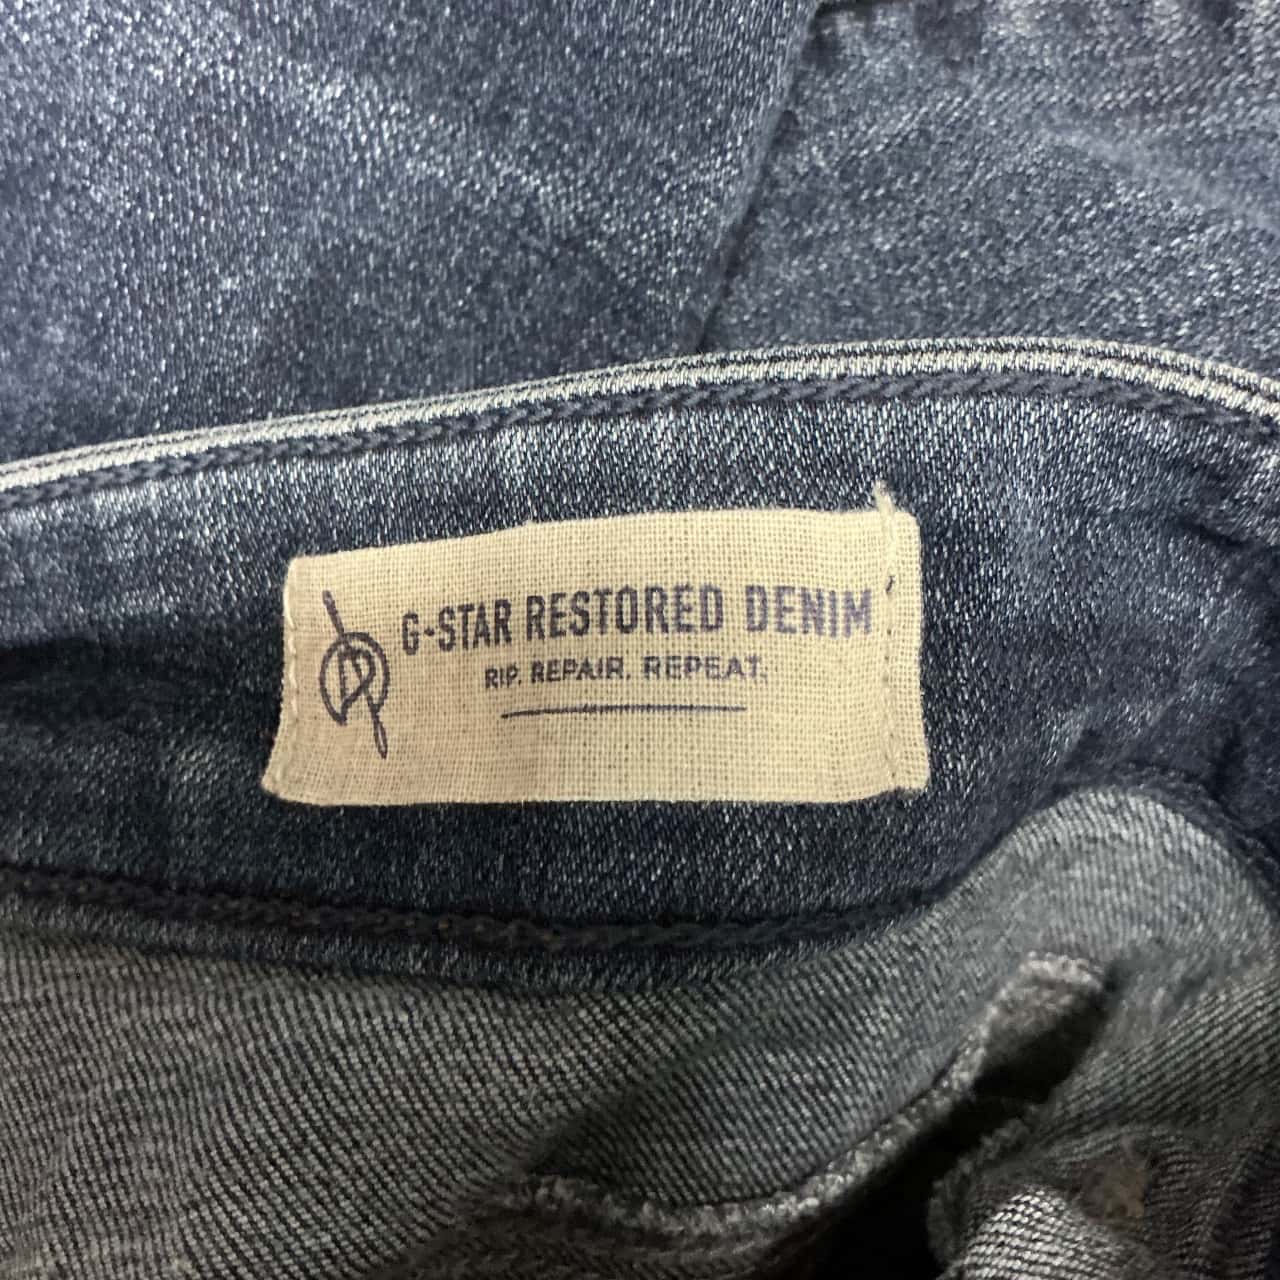 G-STAR RESTORED DENIM
RIP. REPAIR. REPEAT.